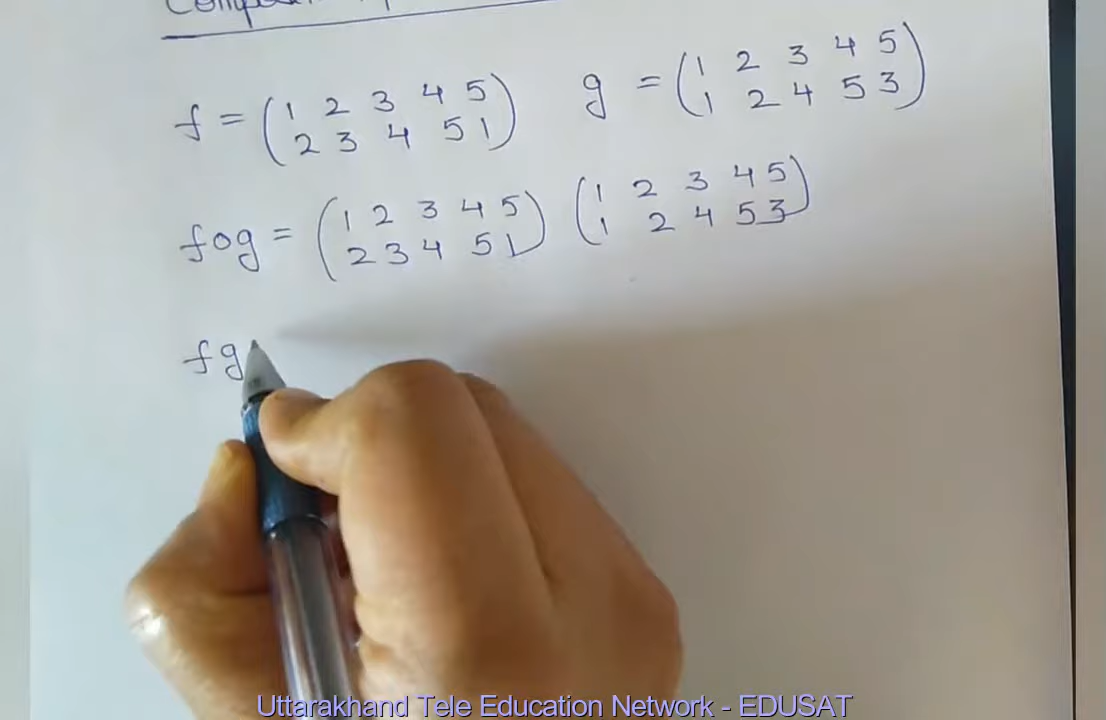 f = ( 1 2 3 4 5 g = ( 1 2 3 4 5
2 3 4 5 1 ) 1 2 4 5 3 )
fog = ( 1 2 3 4 5 ) ( 1 2 3 4 5 )
2 3 4 5 1 1 2 4 5 3
fg
Uttarakhand Tele Education Network - EDUSAT